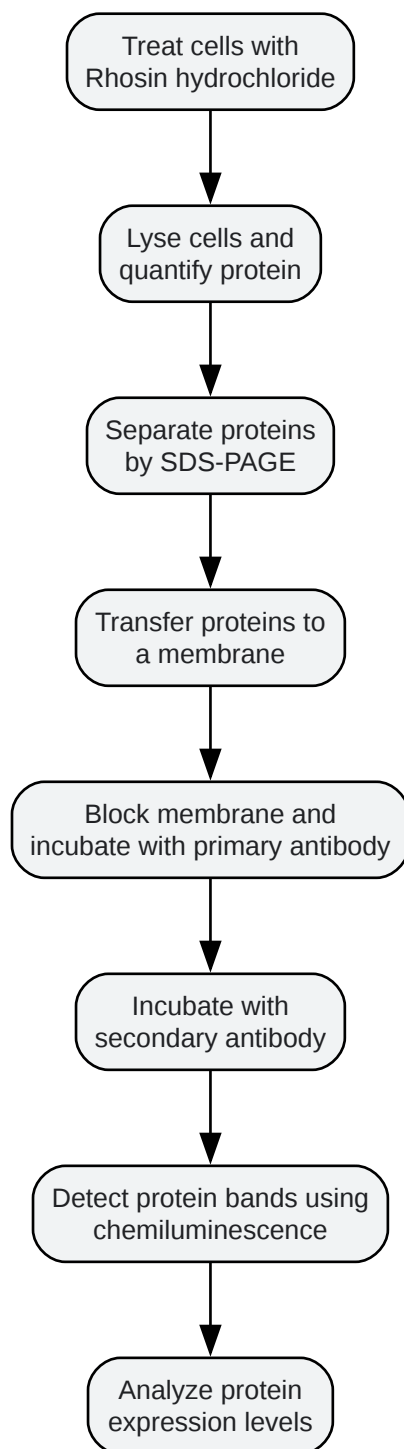 Treat cells with
Rhosin hydrochloride
Lyse cells and
quantify protein
Separate proteins
by SDS-PAGE
Transfer proteins to
a membrane
Block membrane and
incubate with primary antibody
Incubate with
secondary antibody
Detect protein bands using
chemiluminescence
Analyze protein
expression levels